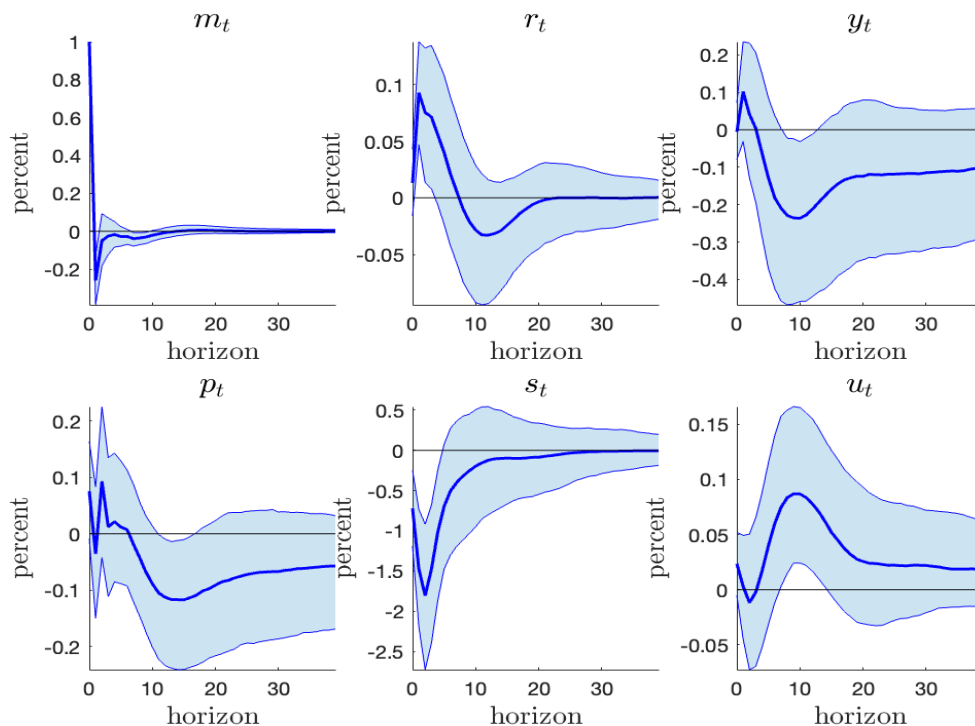 m_t
r_t
y_t
1
0.8
0.6
0.4
0.2
0
-0.2
percent
0 10 20 30
horizon
0.1
0.05
0
-0.05
percent
0 10 20 30
horizon
0.2
0.1
0
-0.1
-0.2
-0.3
-0.4
percent
0 10 20 30
horizon
p_t
s_t
u_t
0.2
0.1
0
-0.1
-0.2
percent
0 10 20 30
horizon
0.5
0
-0.5
-1
-1.5
-2
-2.5
percent
0 10 20 30
horizon
0.15
0.1
0.05
0
-0.05
percent
0 10 20 30
horizon